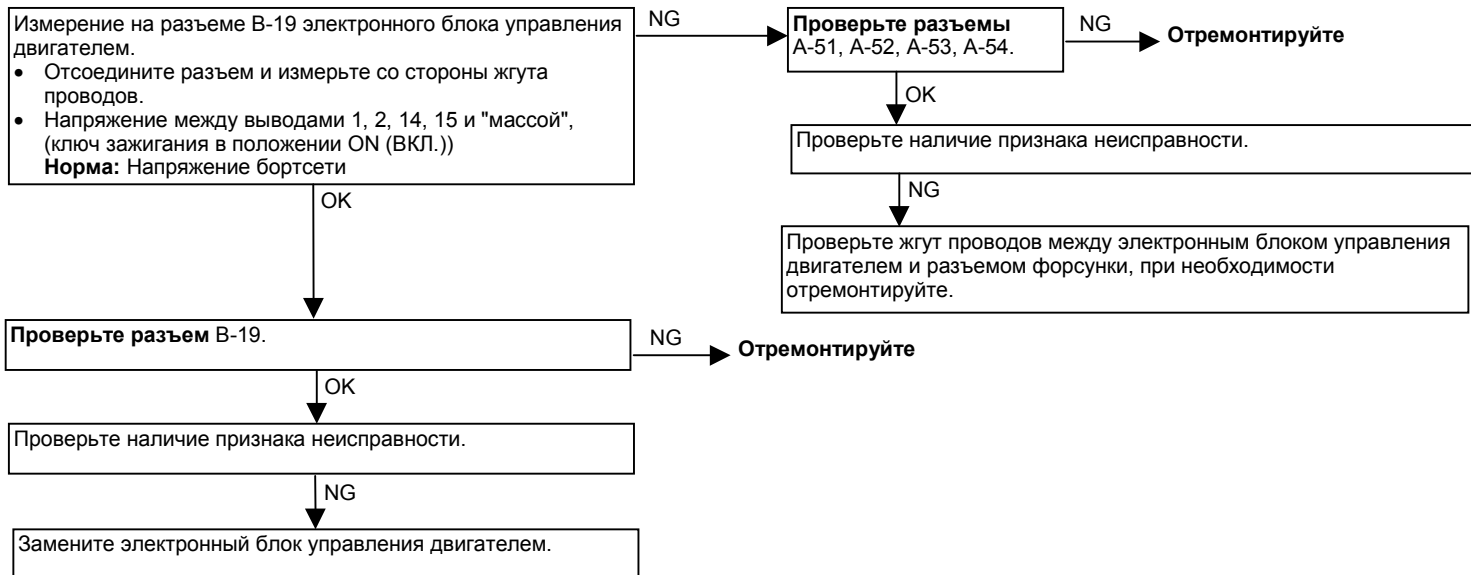 Измерение на разъеме В-19 электронного блока управления
двигателем.
• Отсоедините разъем и измерьте со стороны жгута
проводов.
• Напряжение между выводами 1, 2, 14, 15 и "массой",
(ключ зажигания в положении ON (ВКЛ.))
Норма: Напряжение бортсети
NG
Проверьте разъемы
А-51, А-52, А-53, А-54.
NG
Отремонтируйте
OK
Проверьте наличие признака неисправности.
NG
Проверьте жгут проводов между электронным блоком управления
двигателем и разъемом форсунки, при необходимости
отремонтируйте.
OK
Проверьте разъем В-19.
NG
Отремонтируйте
OK
Проверьте наличие признака неисправности.
NG
Замените электронный блок управления двигателем.